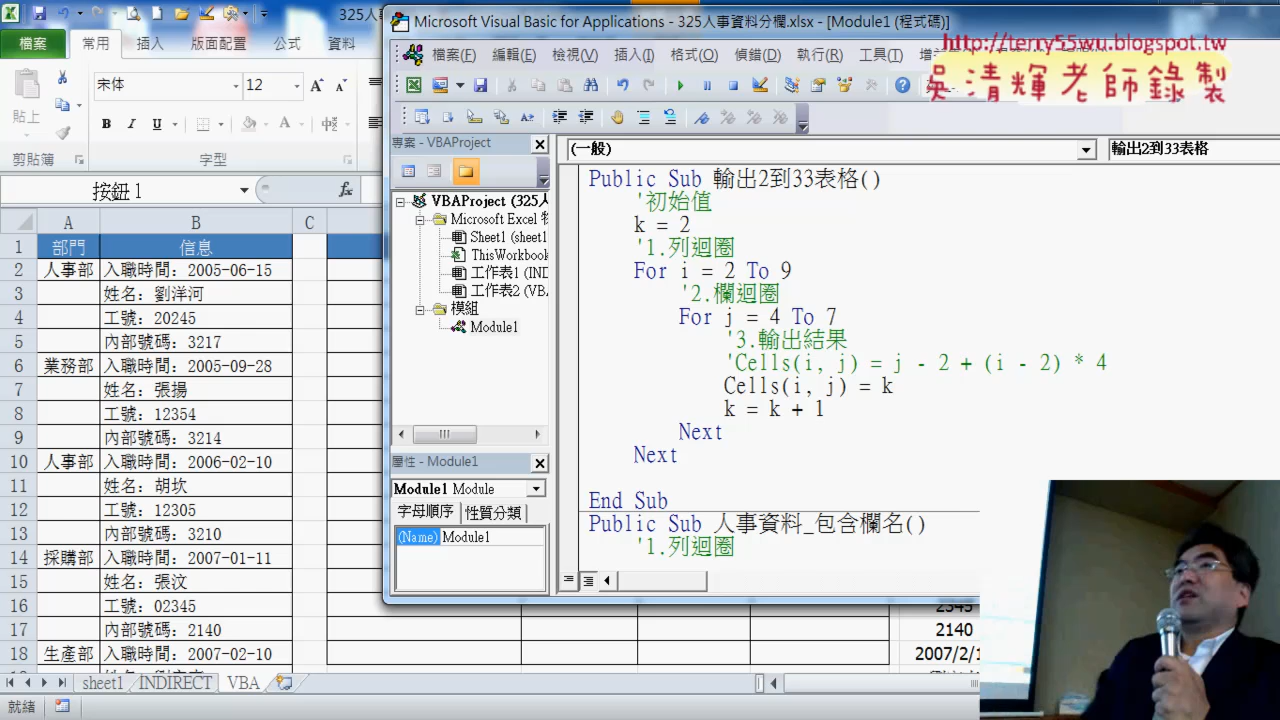 325人事
Microsoft Visual Basic for Applications - 325人事資料分欄.xlsx - [Module1 (程式碼)]
http://terry55wu.blogspot.tw
吳清輝老師錄製
檔案
常用
插入
版面配置
公式
資料
檔案(F)
編輯(E)
檢視(V)
插入(I)
格式(O)
偵錯(D)
執行(R)
工具(T)
宋体
12
貼上
剪貼簿
字型
按鈕 1
fx
專案 - VBAProject
VBAProject (325人
Microsoft Excel 物
Sheet1 (sheet1
ThisWorkbook
工作表1 (IND
工作表2 (VB
模組
Module1
屬性 - Module1
Module1 Module
字母順序
性質分類
(Name) Module1
(一般)
輸出2到33表格
Public Sub 輸出2到33表格()
'初始值
k = 2
'1.列迴圈
For i = 2 To 9
'2.欄迴圈
For j = 4 To 7
'3.輸出結果
'Cells(i, j) = j - 2 + (i - 2) * 4
Cells(i, j) = k
k = k + 1
Next
Next
End Sub
Public Sub 人事資料_包含欄名()
'1.列迴圈
A B C
1 部門 信息
2 人事部 入職時間：2005-06-15
3 姓名：劉洋河
4 工號：20245
5 內部號碼：3217
6 業務部 入職時間：2005-09-28
7 姓名：張揚
8 工號：12354
9 內部號碼：3214
10 人事部 入職時間：2006-02-10
11 姓名：胡坎
12 工號：12305
13 內部號碼：3210
14 採購部 入職時間：2007-01-11
15 姓名：張汶
16 工號：02345
17 內部號碼：2140
18 生產部 入職時間：2007-02-10
2345
2140
2007/2/1
sheet1
INDIRECT
VBA
就緒